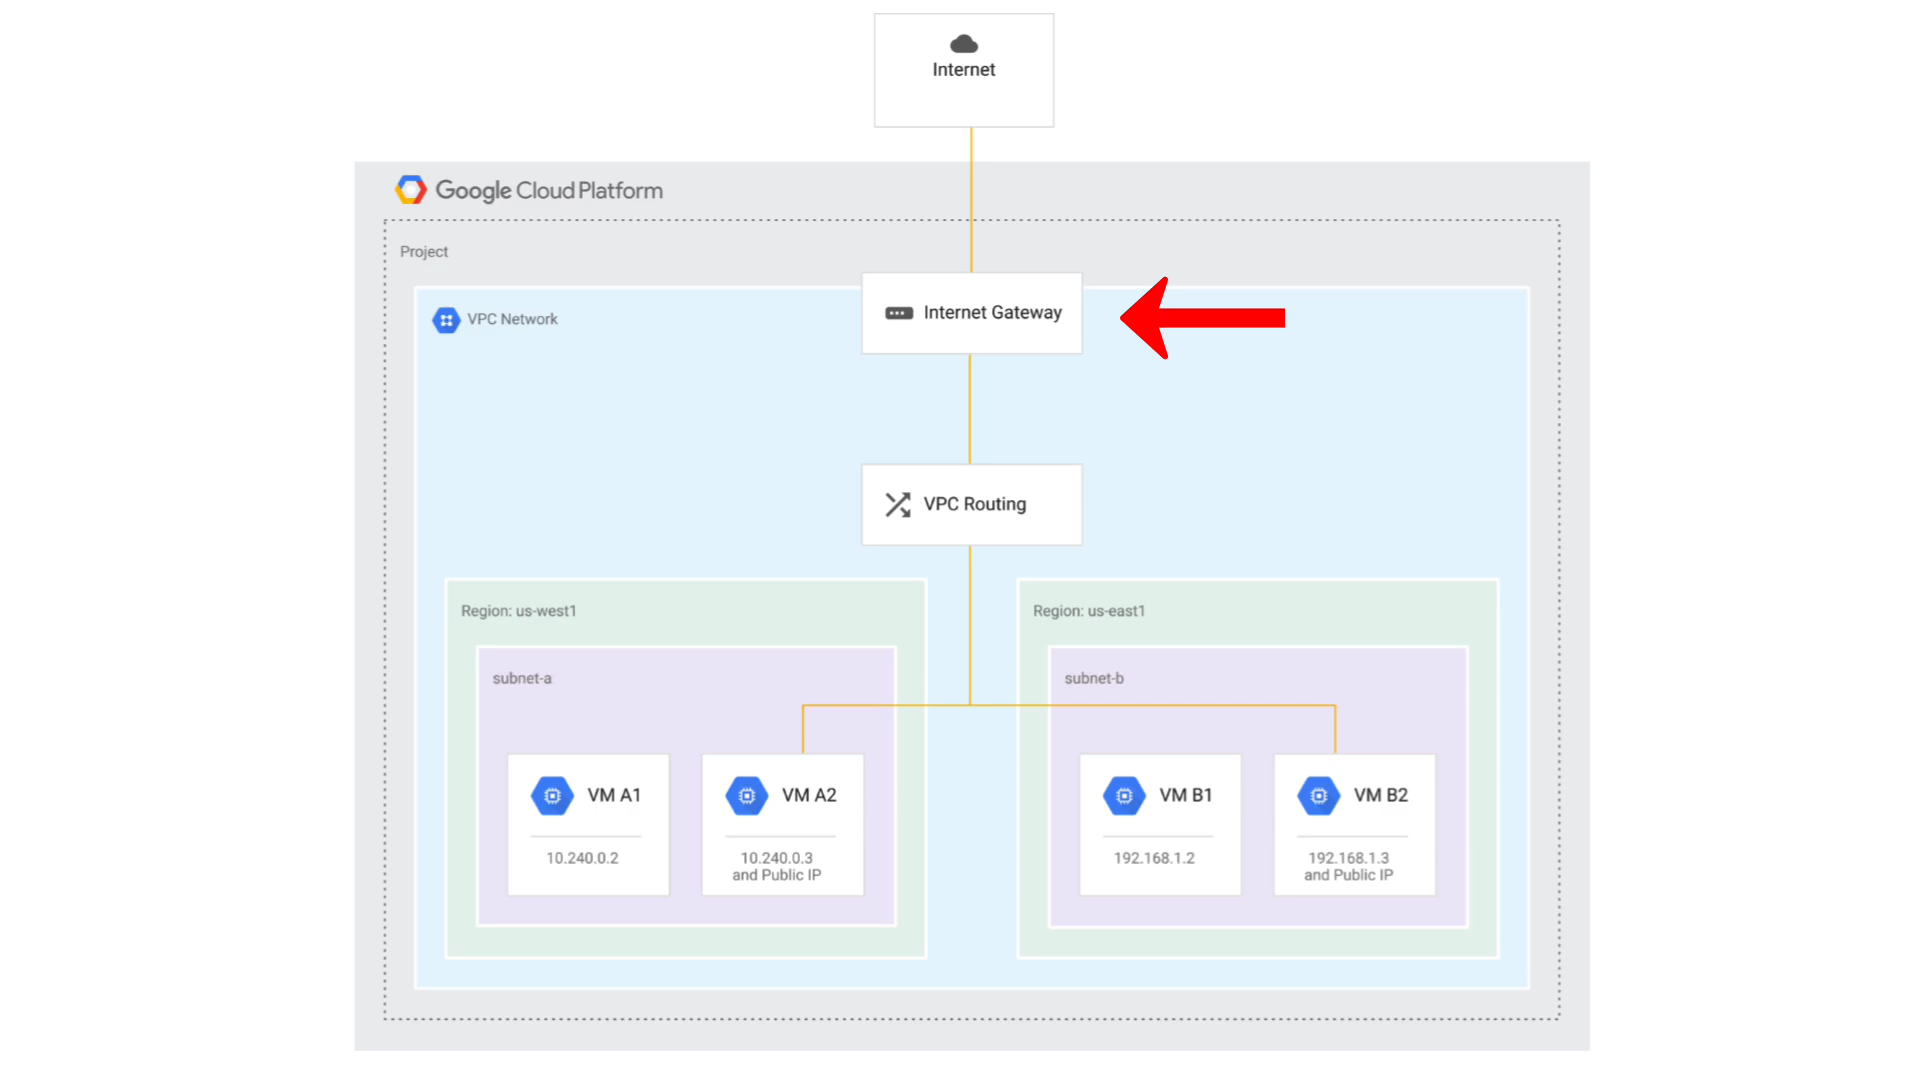 Internet
Google Cloud Platform
Project
VPC Network
Internet Gateway
VPC Routing
Region: us-west1
Region: us-east1
subnet-a
subnet-b
VM A1
10.240.0.2
VM A2
10.240.0.3
and Public IP
VM B1
192.168.1.2
VM B2
192.168.1.3
and Public IP